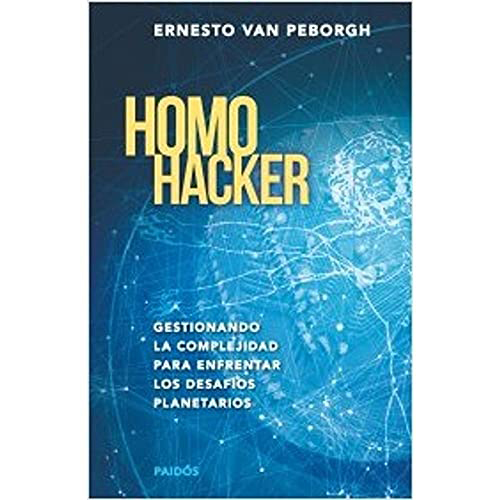 ERNESTO VAN PEBORGH
HOMO
HACKER
GESTIONANDO
LA COMPLEJIDAD
PARA ENFRENTAR
LOS DESAFÍOS
PLANETARIOS
PAIDÓS